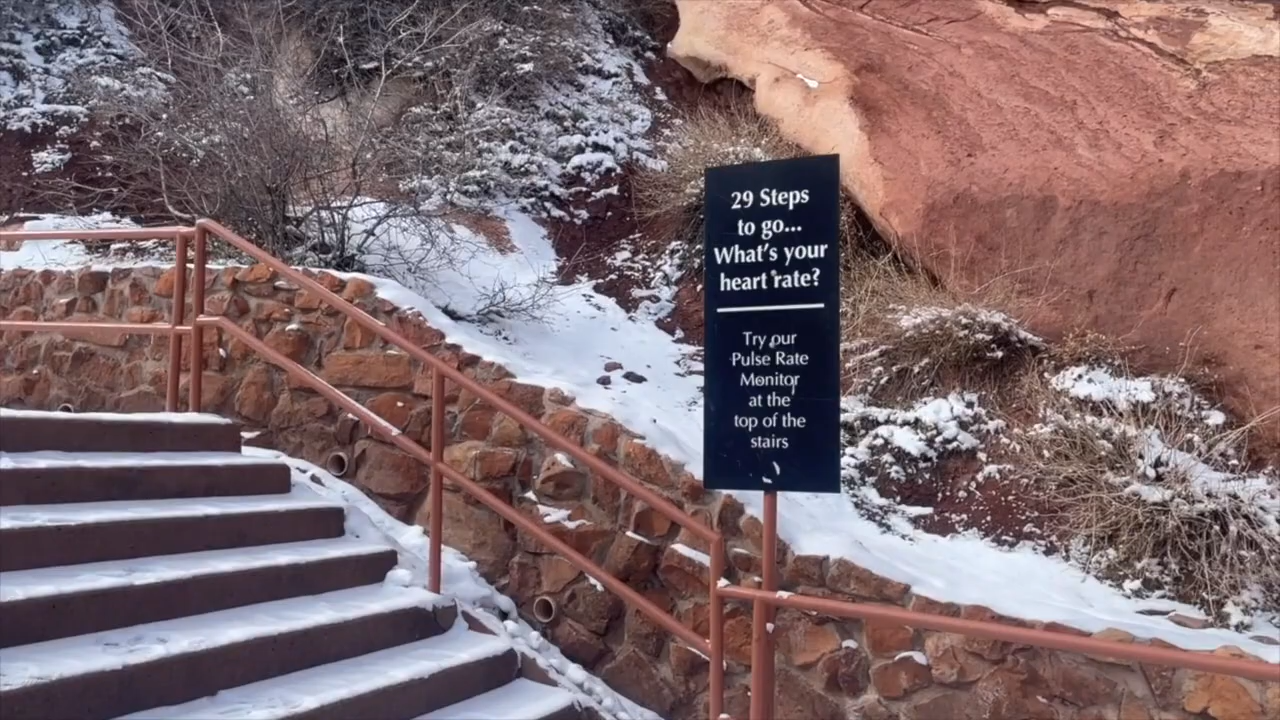 29 Steps
to go...
What's your
heart rate?
Try our
Pulse Rate
Monitor
at the
top of the
stairs